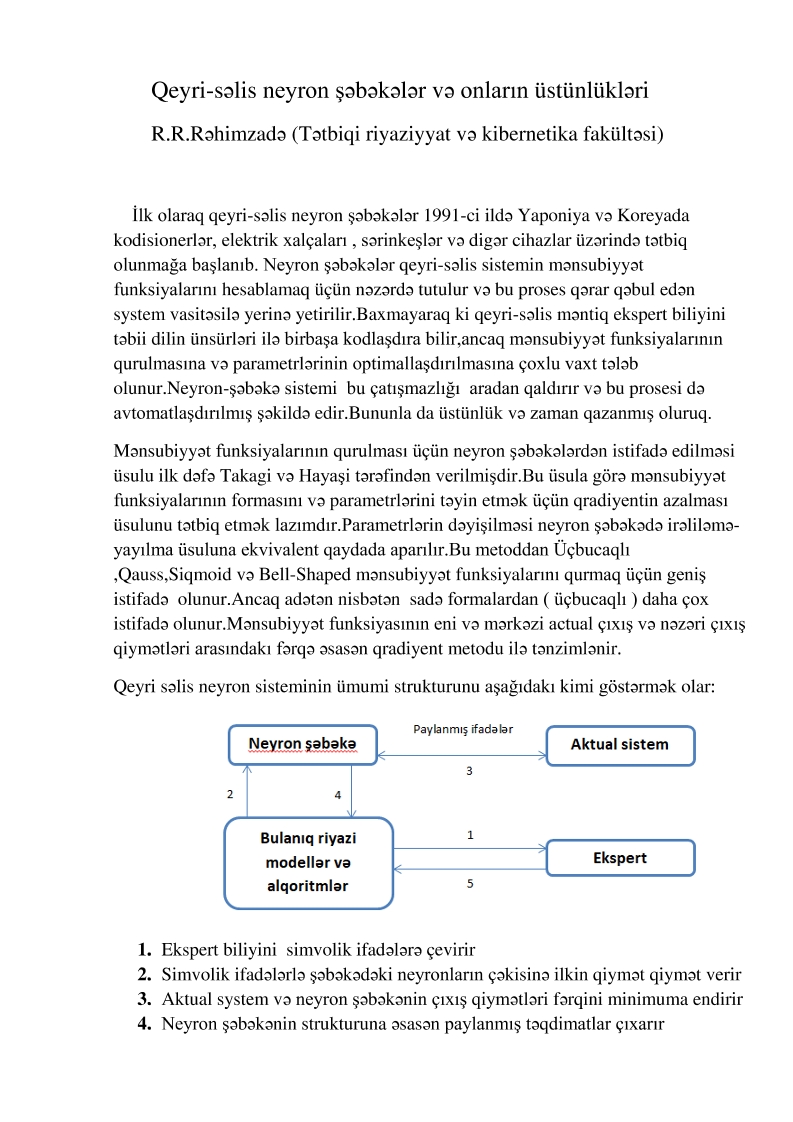 Qeyri-səlis neyron şəbəkələr və onların üstünlükləri
R.R.Rəhimzadə (Tətbiqi riyaziyyat və kibernetika fakültəsi)
İlk olaraq qeyri-səlis neyron şəbəkələr 1991-ci ildə Yaponiya və Koreyada
kodisionerlər, elektrik xalçaları , sərinkeşlər və digər cihazlar üzərində tətbiq
olunmağa başlanıb. Neyron şəbəkələr qeyri-səlis sistemin mənsubiyyət
funksiyalarını hesablamaq üçün nəzərdə tutulur və bu proses qərar qəbul edən
system vasitəsilə yerinə yetirilir.Baxmayaraq ki qeyri-səlis məntiq ekspert biliyini
təbii dilin ünsürləri ilə birbaşa kodlaşdıra bilir,ancaq mənsubiyyət funksiyalarının
qurulmasına və parametrlərinin optimallaşdırılmasına çoxlu vaxt tələb
olunur.Neyron-şəbəkə sistemi bu çatışmazlığı aradan qaldırır və bu prosesi də
avtomatlaşdırılmış şəkildə edir.Bununla da üstünlük və zaman qazanmış oluruq.
Mənsubiyyət funksiyalarının qurulması üçün neyron şəbəkələrdən istifadə edilməsi
üsulu ilk dəfə Takagi və Hayaşi tərəfindən verilmişdir.Bu üsula görə mənsubiyyət
funksiyalarının formasını və parametrlərini təyin etmək üçün qradiyentin azalması
üsulunu tətbiq etmək lazımdır.Parametrlərin dəyişilməsi neyron şəbəkədə irəliləmə-
yayılma üsuluna ekvivalent qaydada aparılır.Bu metoddan Üçbucaqlı
,Qauss,Siqmoid və Bell-Shaped mənsubiyyət funksiyalarını qurmaq üçün geniş
istifadə olunur.Ancaq adətən nisbətən sadə formalardan ( üçbucaqlı ) daha çox
istifadə olunur.Mənsubiyyət funksiyasının eni və mərkəzi actual çıxış və nəzəri çıxış
qiymətləri arasındakı fərqə əsasən qradiyent metodu ilə tənzimlənir.
Qeyri səlis neyron sisteminin ümumi strukturunu aşağıdakı kimi göstərmək olar:
Neyron şəbəkə
Paylanmış ifadələr
Aktual sistem
3
2
4
Bulanıq riyazi
modellər və
alqoritmlər
1
Ekspert
5
1. Ekspert biliyini simvolik ifadələrə çevirir
2. Simvolik ifadələrlə şəbəkədəki neyronların çəkisinə ilkin qiymət qiymət verir
3. Aktual system və neyron şəbəkənin çıxış qiymətləri fərqini minimuma endirir
4. Neyron şəbəkənin strukturuna əsasən paylanmış təqdimatlar çıxarır